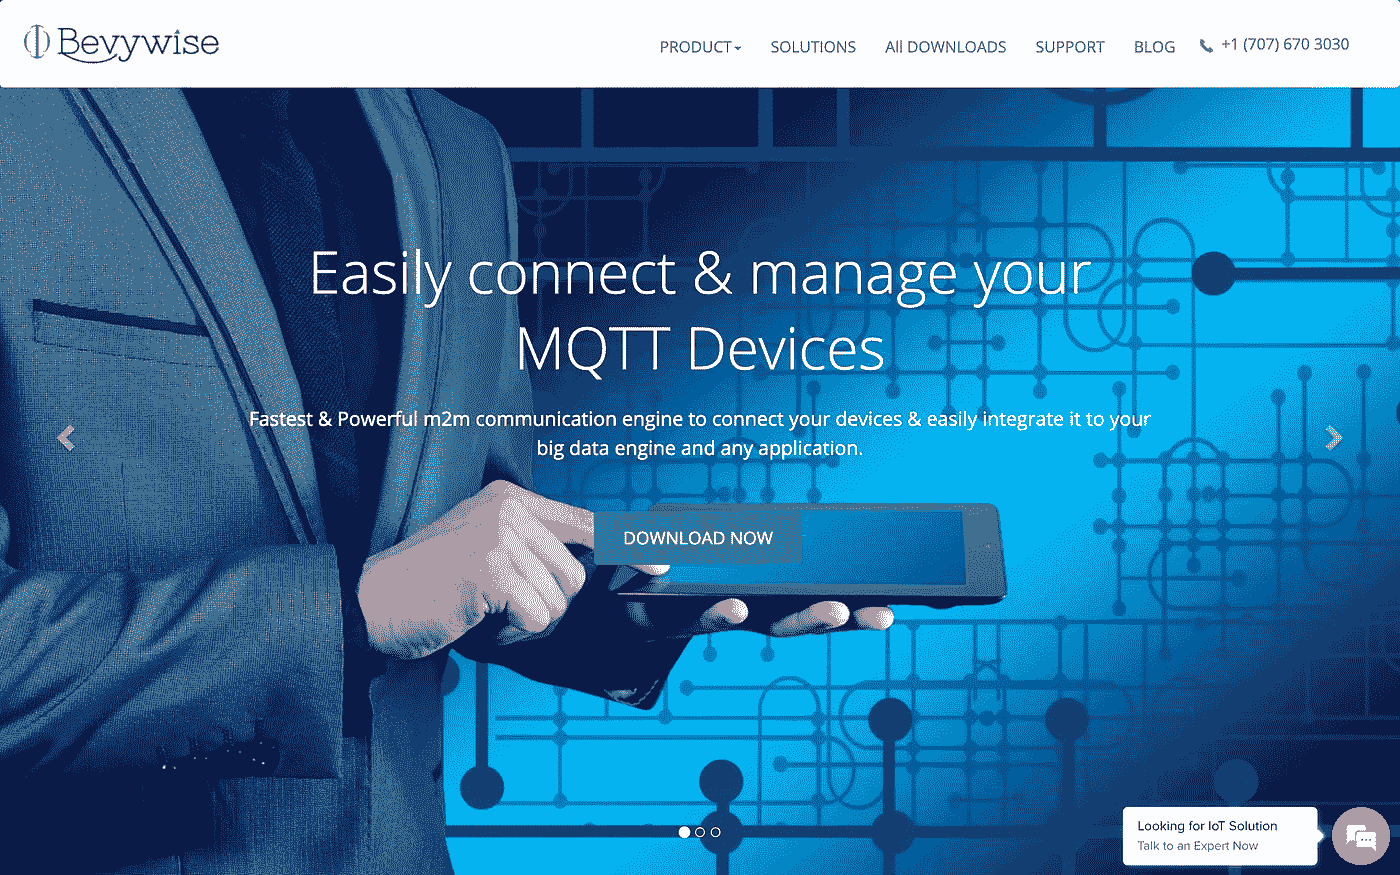 Bevywise
PRODUCT
SOLUTIONS
All DOWNLOADS
SUPPORT
BLOG
+1 (707) 670 3030
Easily connect & manage your
MQTT Devices
Fastest & Powerful m2m communication engine to connect your devices & easily integrate it to your
big data engine and any application.
DOWNLOAD NOW
Looking for IoT Solution
Talk to an Expert Now